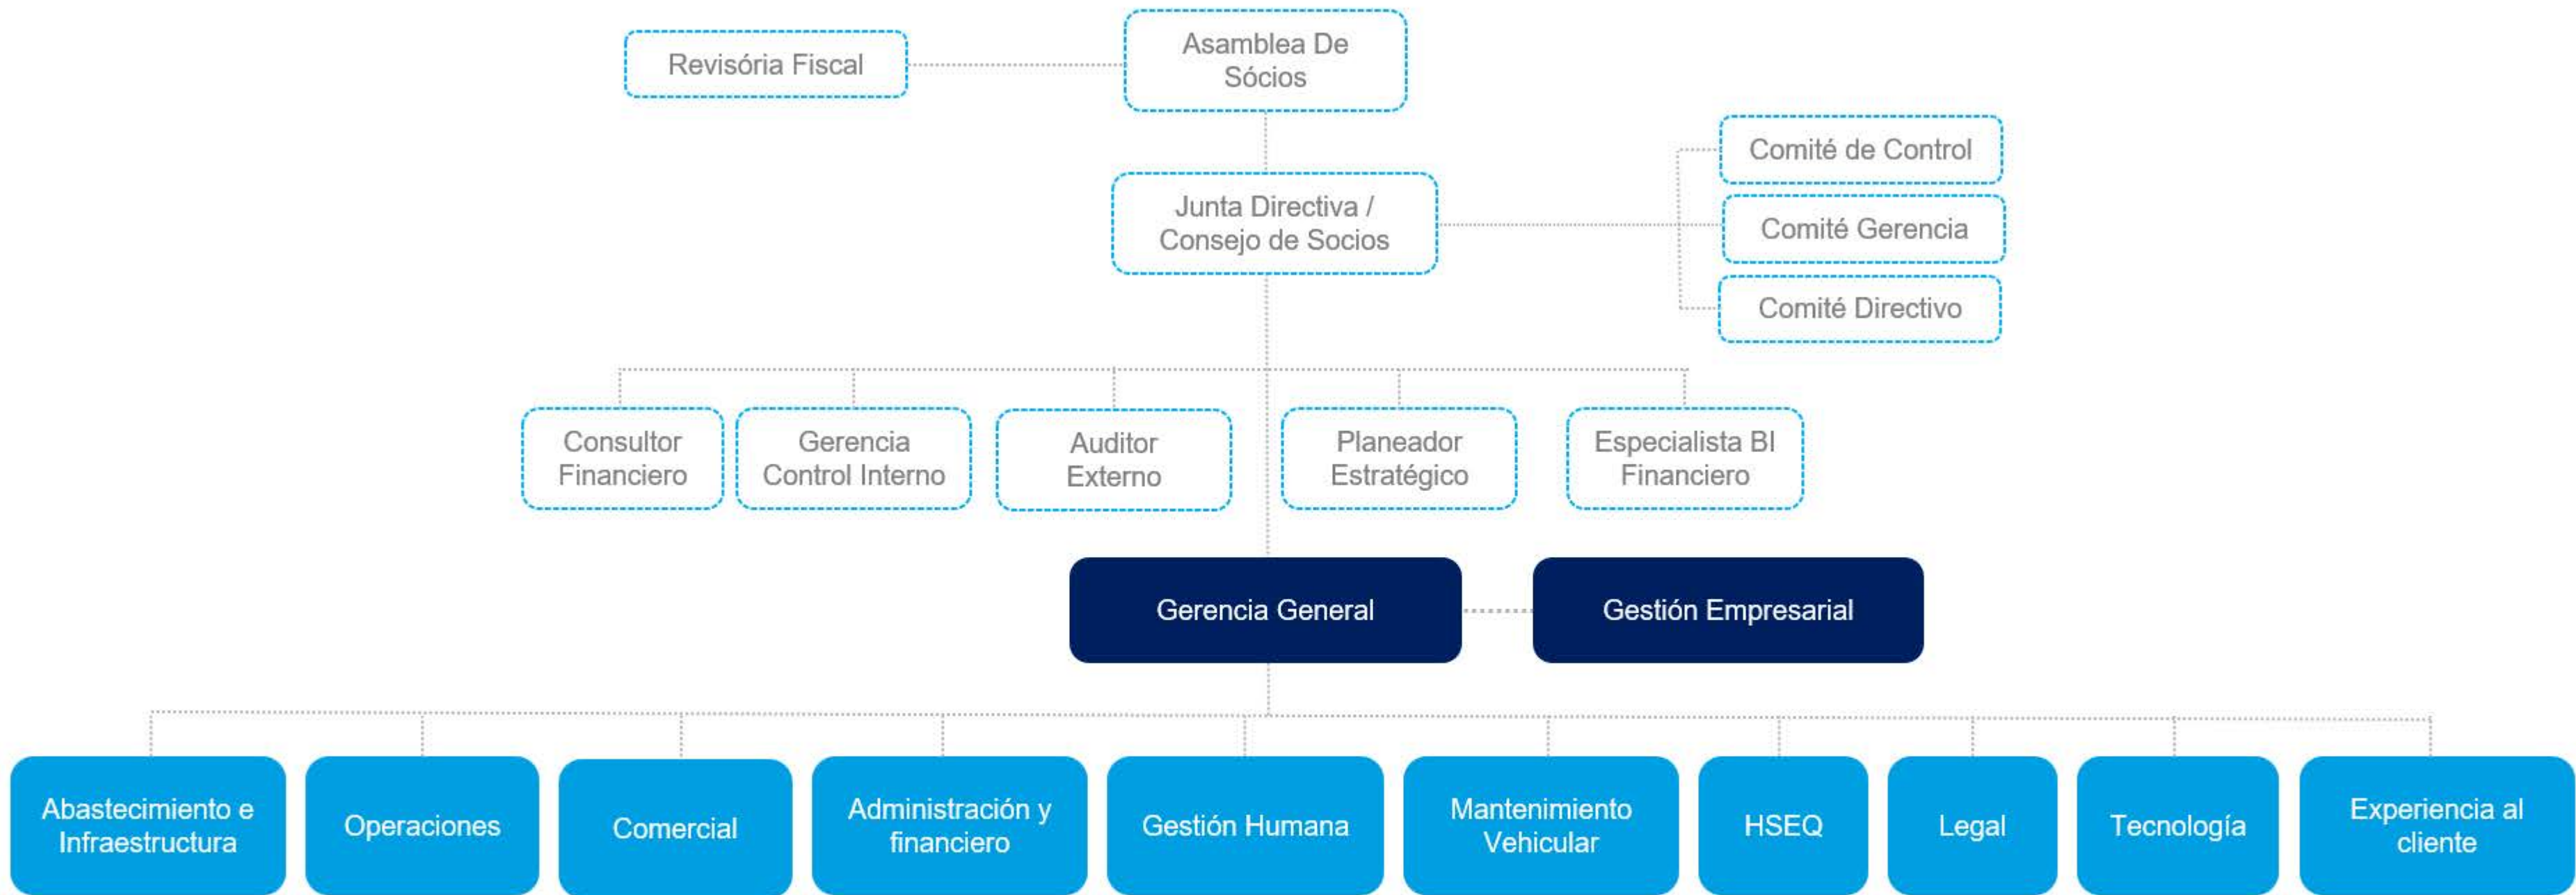 Revisória Fiscal
Asamblea De
Sócios
Comité de Control
Junta Directiva /
Consejo de Socios
Comité Gerencia
Comité Directivo
Consultor
Financiero
Gerencia
Control Interno
Auditor
Externo
Planeador
Estratégico
Especialista BI
Financiero
Gerencia General
Gestión Empresarial
Abastecimiento e
Infraestructura
Operaciones
Comercial
Administración y
financiero
Gestión Humana
Mantenimiento
Vehicular
HSEQ
Legal
Tecnología
Experiencia al
cliente